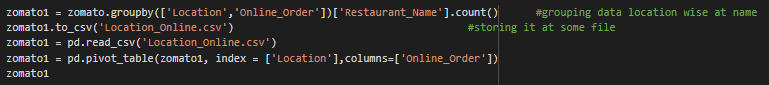 zomato1 = zomato.groupby(['Location','Online_Order'])['Restaurant_Name'].count() #grouping data location wise at name
zomato1.to_csv('Location_Online.csv') #storing it at some file
zomato1 = pd.read_csv('Location_Online.csv')
zomato1 = pd.pivot_table(zomato1, index = ['Location'],columns=['Online_Order'])
zomato1